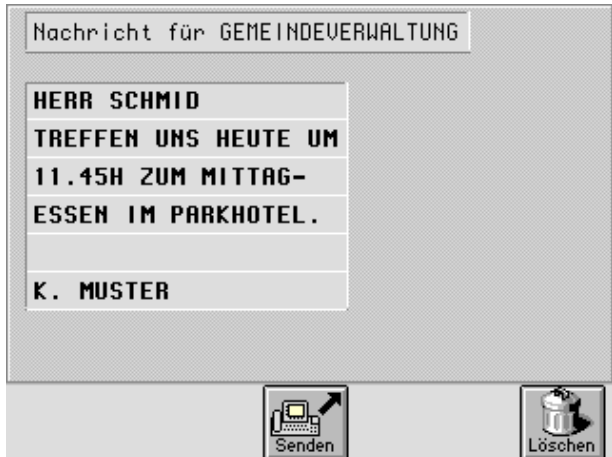 Nachricht für GEMEINDEVERWALTUNG
HERR SCHMID
TREFFEN UNS HEUTE UM
11.45H ZUM MITTAG-
ESSEN IM PARKHOTEL.
K. MUSTER
Senden
Löschen